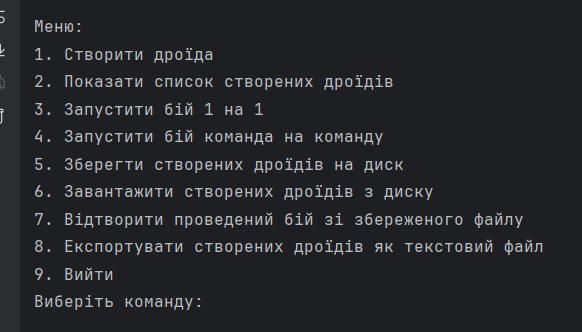 Меню:
1. Створити дроїда
2. Показати список створених дроїдів
3. Запустити бій 1 на 1
4. Запустити бій команда на команду
5. Зберегти створених дроїдів на диск
6. Завантажити створених дроїдів з диску
7. Відтворити проведений бій зі збереженого файлу
8. Експортувати створених дроїдів як текстовий файл
9. Вийти
Виберіть команду: